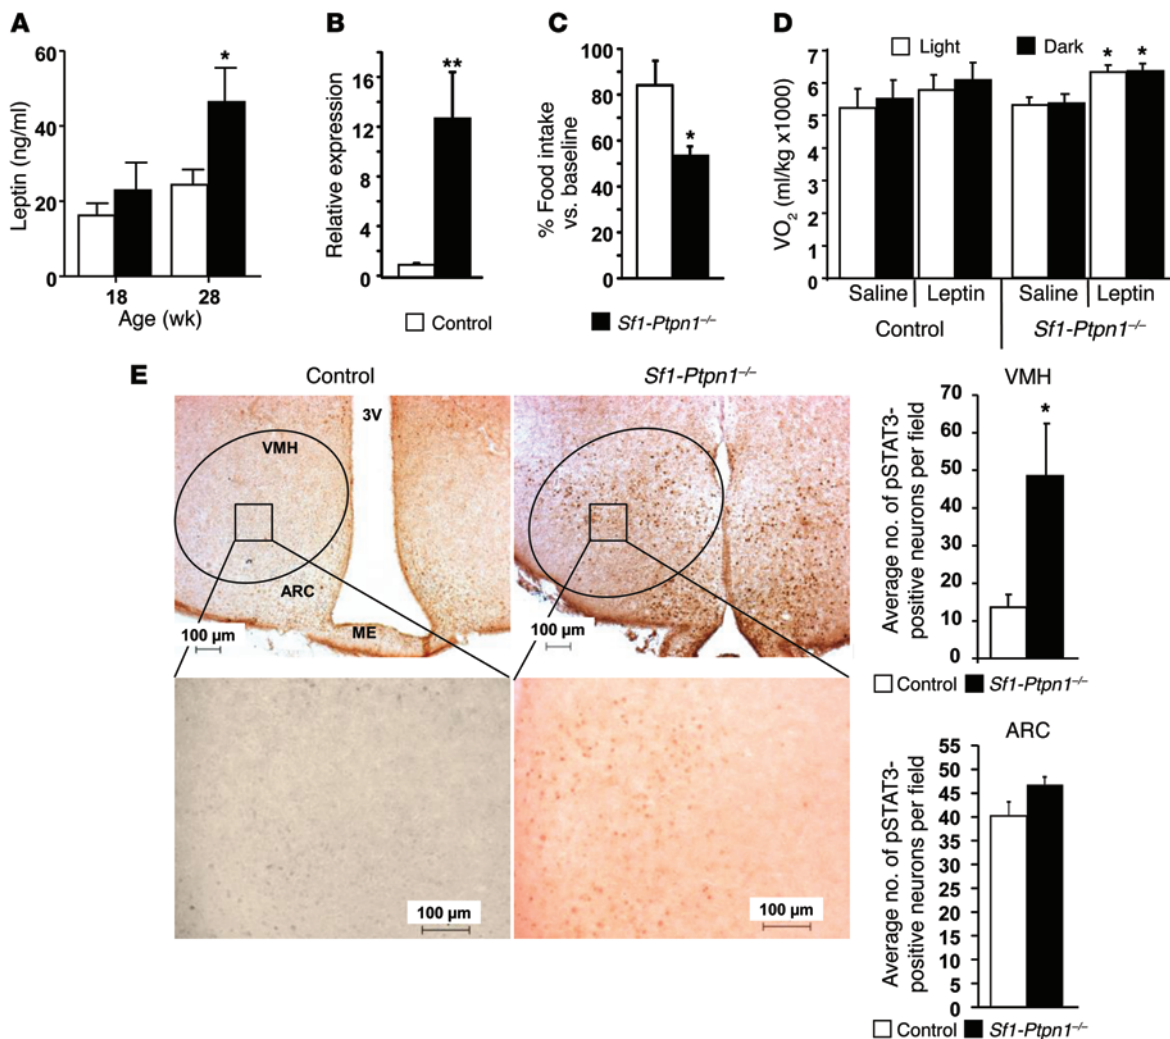 A
Leptin (ng/ml)
60
40
20
0
*
18
28
Age (wk)
B
Relative expression
16
12
8
4
0
**
C
% Food intake
vs. baseline
100
80
60
40
20
0
*
Control
Sf1-Ptpn1–/–
D
VO2 (ml/kg x1000)
7
6
5
4
3
2
1
0
Light
Dark
*
*
Saline
Leptin
Saline
Leptin
Control
Sf1-Ptpn1–/–
E
Control
Sf1-Ptpn1–/–
3V
VMH
ARC
ME
100 µm
100 µm
100 µm
100 µm
VMH
Average no. of pSTAT3-
positive neurons per field
70
60
50
40
30
20
10
0
*
Control
Sf1-Ptpn1–/–
ARC
Average no. of pSTAT3-
positive neurons per field
55
50
45
40
35
30
25
20
15
10
5
0
Control
Sf1-Ptpn1–/–